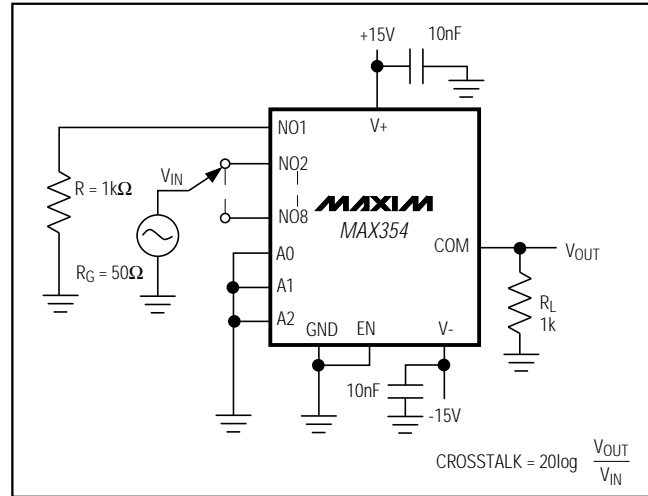 +15V
10nF
V+
NO1
NO2
NO8
R = 1kΩ
V_IN
R_G = 50Ω
MAXIM
MAX354
A0
A1
A2
COM
V_OUT
R_L
1k
GND
EN
V-
10nF
-15V
CROSSTALK = 20log V_OUT / V_IN